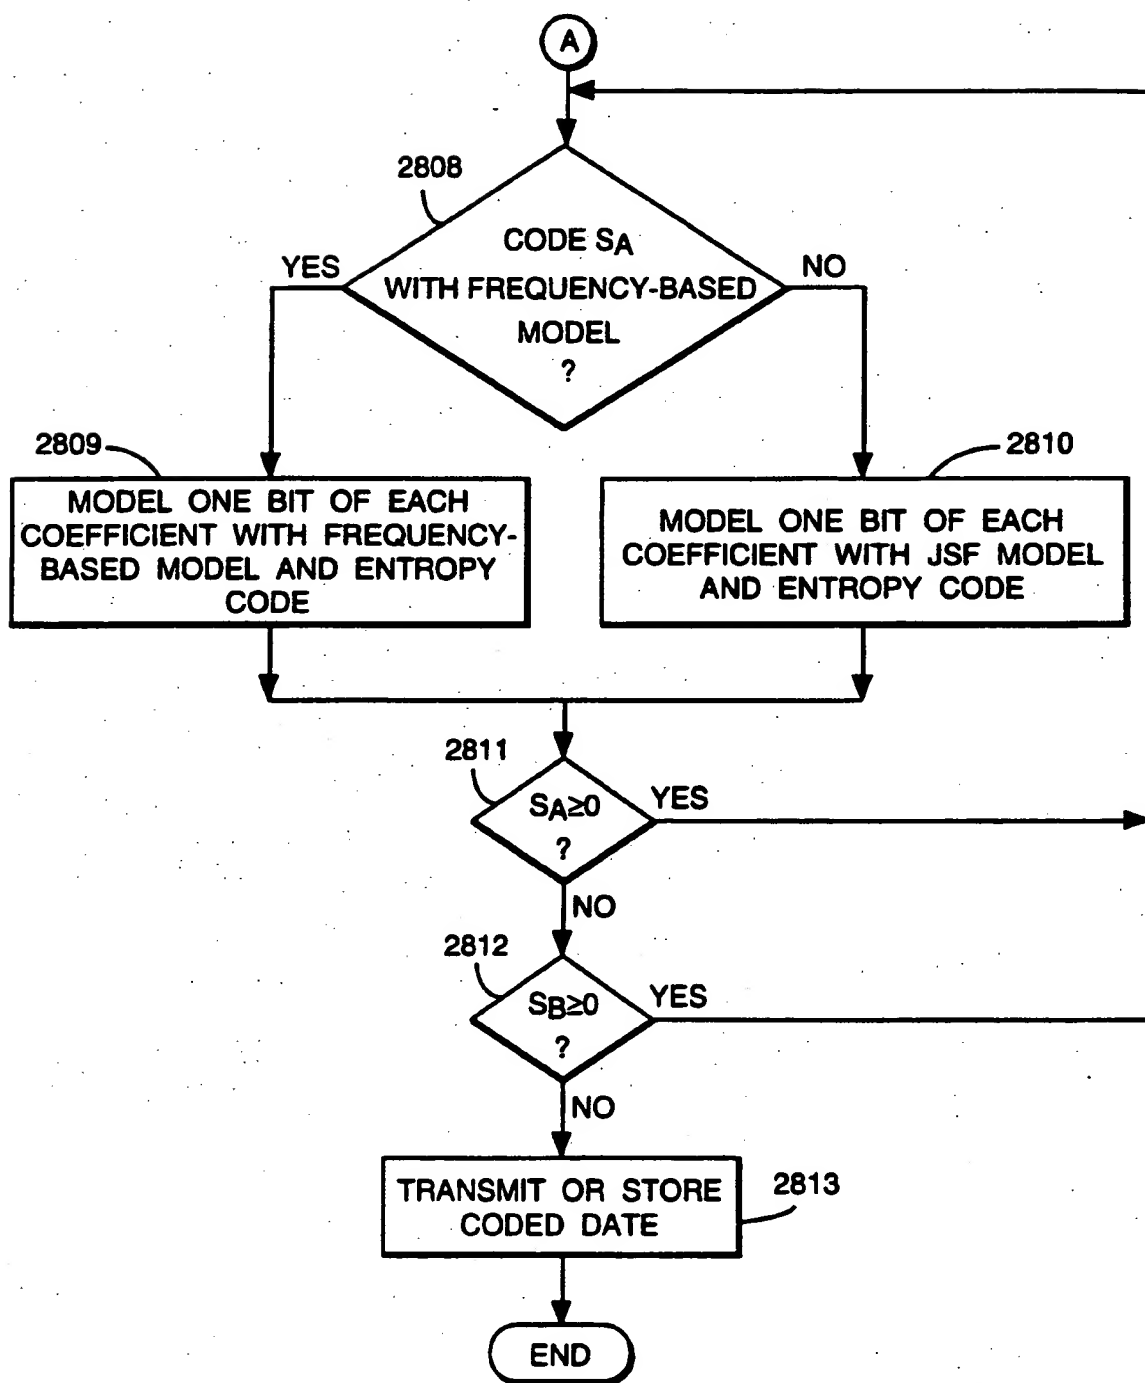 A
2808
CODE SA
YES
WITH FREQUENCY-BASED
NO
MODEL
?
2809
2810
MODEL ONE BIT OF EACH
COEFFICIENT WITH FREQUENCY-
BASED MODEL AND ENTROPY
CODE
MODEL ONE BIT OF EACH
COEFFICIENT WITH JSF MODEL
AND ENTROPY CODE
2811
SA≥0
?
YES
NO
2812
SB≥0
?
YES
NO
TRANSMIT OR STORE
CODED DATE
2813
END